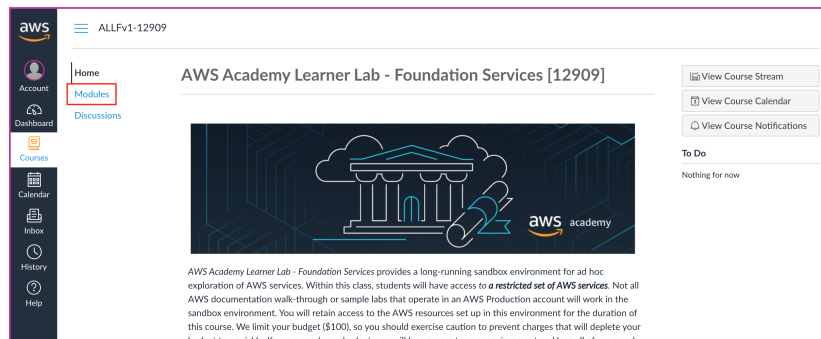 aws
ALLFv1-12909
Account
Dashboard
Courses
Calendar
Inbox
History
Help
Home
Modules
Discussions
AWS Academy Learner Lab - Foundation Services [12909]
aws academy
AWS Academy Learner Lab - Foundation Services provides a long-running sandbox environment for ad hoc
exploration of AWS services. Within this class, students will have access to a restricted set of AWS services. Not all
AWS documentation walk-through or sample labs that operate in an AWS Production account will work in the
sandbox environment. You will retain access to the AWS resources set up in this environment for the duration of
this course. We limit your budget ($100), so you should exercise caution to prevent charges that will deplete your
View Course Stream
View Course Calendar
View Course Notifications
To Do
Nothing for now